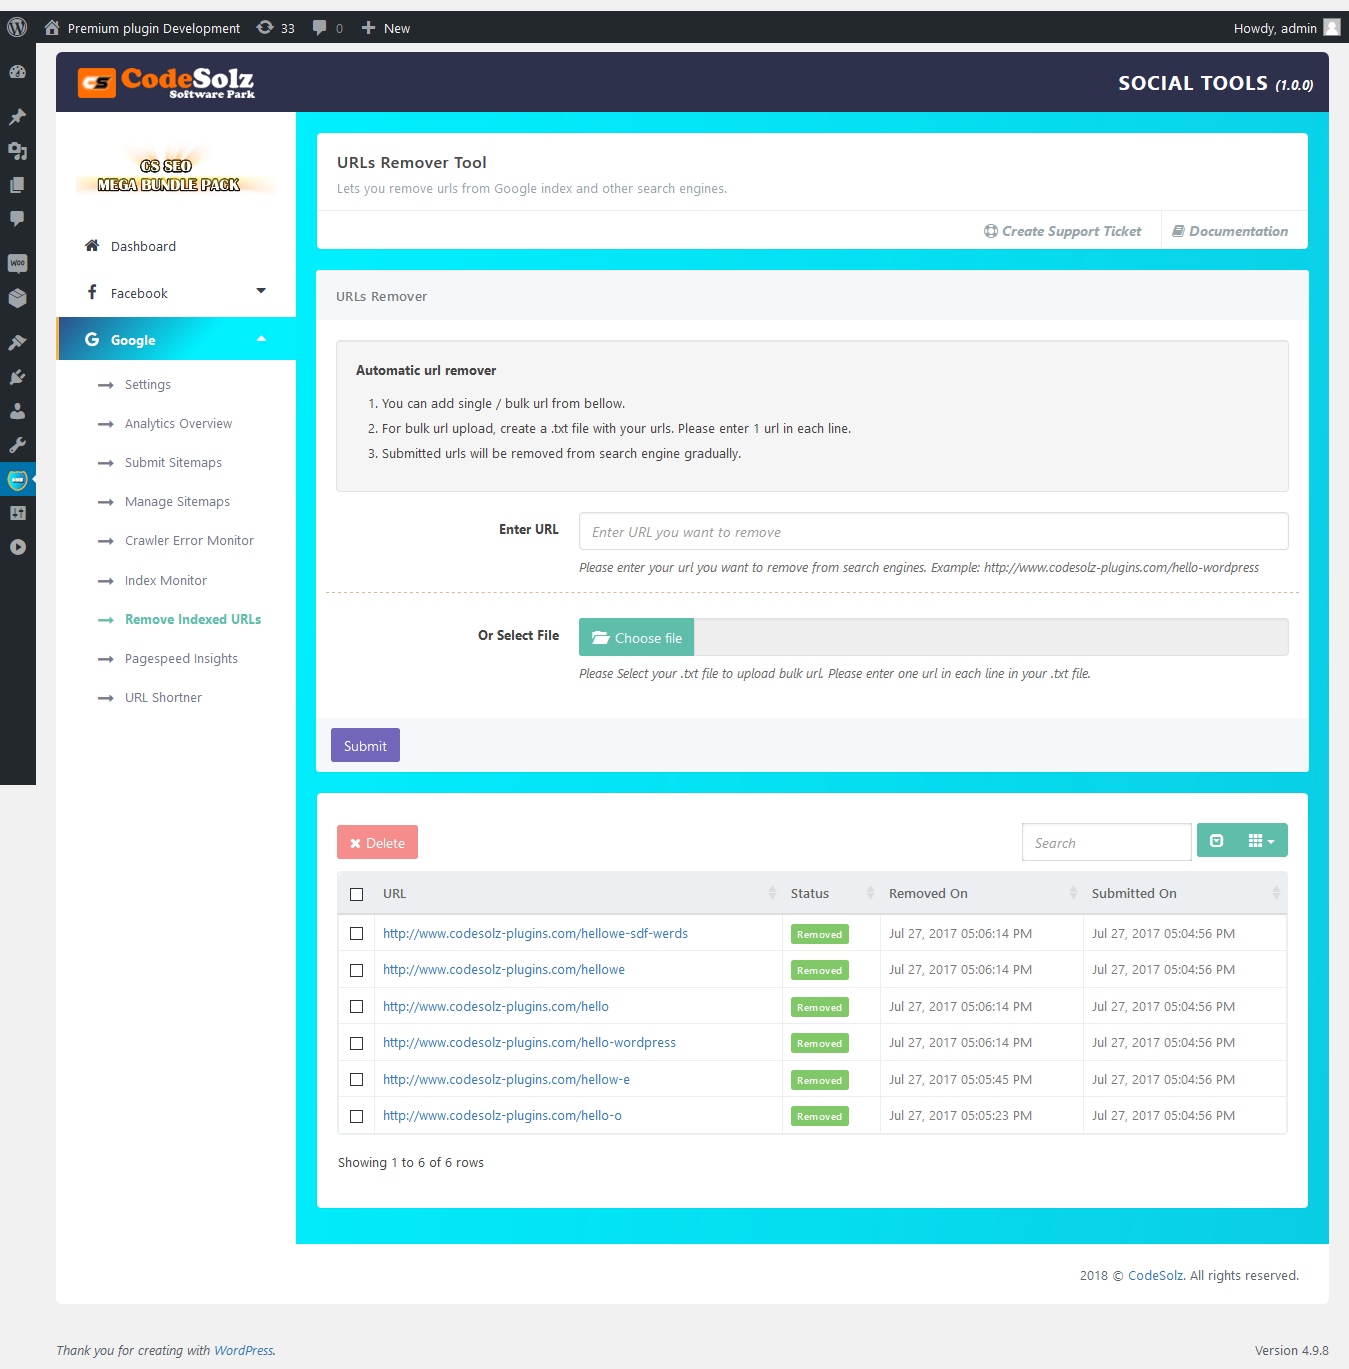 Premium plugin Development 33 0 New Howdy, admin
CS CodeSolz
Software Park
SOCIAL TOOLS (1.0.0)
CS SEO
MEGA BUNDLE PACK
Dashboard
Facebook
Google
Settings
Analytics Overview
Submit Sitemaps
Manage Sitemaps
Crawler Error Monitor
Index Monitor
Remove Indexed URLs
Pagespeed Insights
URL Shortner
URLs Remover Tool
Lets you remove urls from Google index and other search engines.
Create Support Ticket Documentation
URLs Remover
Automatic url remover
1. You can add single / bulk url from bellow.
2. For bulk url upload, create a .txt file with your urls. Please enter 1 url in each line.
3. Submitted urls will be removed from search engine gradually.
Enter URL Enter URL you want to remove
Please enter your url you want to remove from search engines. Example: http://www.codesolz-plugins.com/hello-wordpress
Or Select File Choose file
Please Select your .txt file to upload bulk url. Please enter one url in each line in your .txt file.
Submit
Delete Search
URL Status Removed On Submitted On
http://www.codesolz-plugins.com/hellowe-sdf-werds Removed Jul 27, 2017 05:06:14 PM Jul 27, 2017 05:04:56 PM
http://www.codesolz-plugins.com/hellowe Removed Jul 27, 2017 05:06:14 PM Jul 27, 2017 05:04:56 PM
http://www.codesolz-plugins.com/hello Removed Jul 27, 2017 05:06:14 PM Jul 27, 2017 05:04:56 PM
http://www.codesolz-plugins.com/hello-wordpress Removed Jul 27, 2017 05:06:14 PM Jul 27, 2017 05:04:56 PM
http://www.codesolz-plugins.com/hellow-e Removed Jul 27, 2017 05:05:45 PM Jul 27, 2017 05:04:56 PM
http://www.codesolz-plugins.com/hello-o Removed Jul 27, 2017 05:05:23 PM Jul 27, 2017 05:04:56 PM
Showing 1 to 6 of 6 rows
2018 © CodeSolz. All rights reserved.
Thank you for creating with WordPress. Version 4.9.8